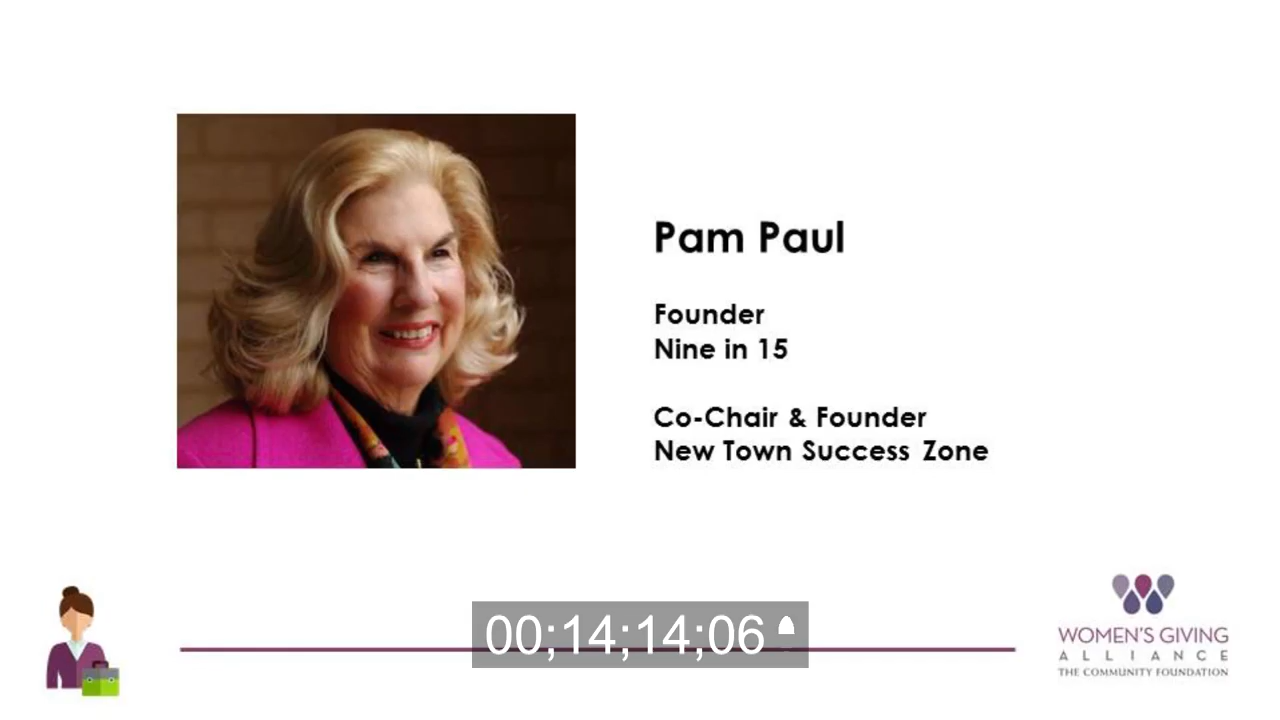 Pam Paul
Founder
Nine in 15
Co-Chair & Founder
New Town Success Zone
00;14;14;06
WOMEN'S GIVING
ALLIANCE
THE COMMUNITY FOUNDATION